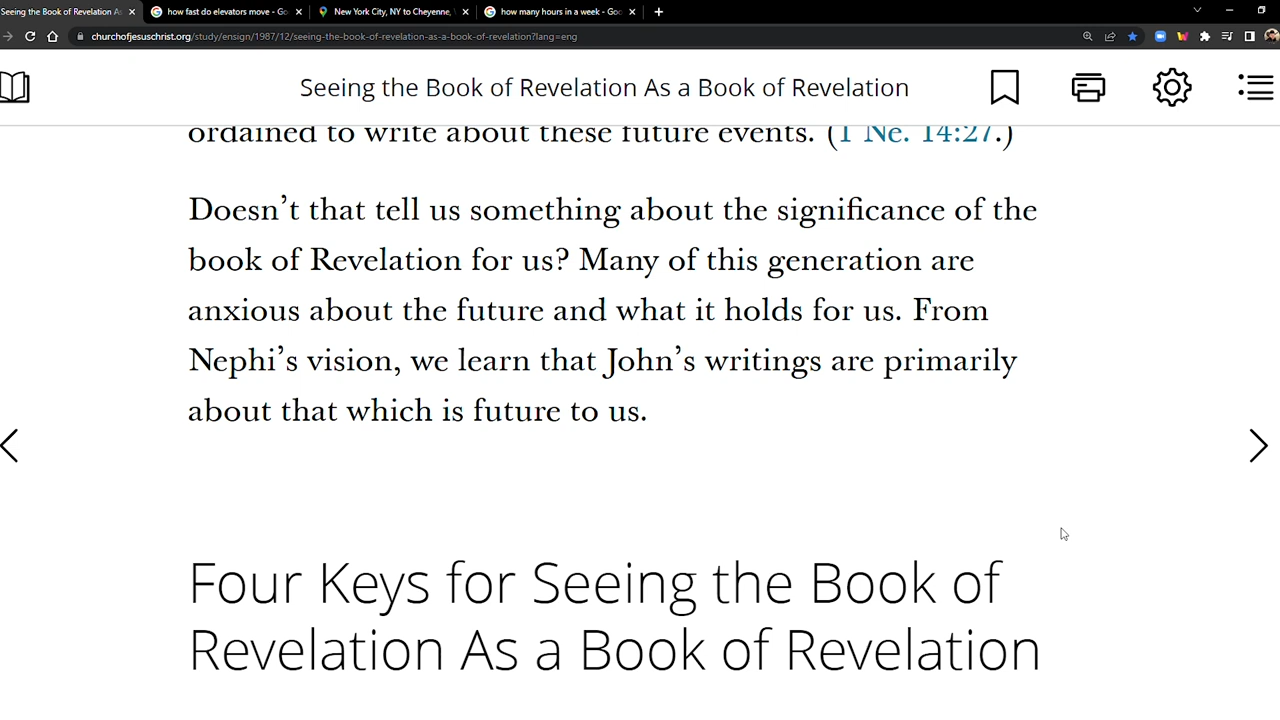 Seeing the Book of Revelation As
how fast do elevators move - Go
New York City, NY to Cheyenne,
how many hours in a week - Goo
churchofjesuschrist.org/study/ensign/1987/12/seeing-the-book-of-revelation-as-a-book-of-revelation?lang=eng
Seeing the Book of Revelation As a Book of Revelation
ordained to write about these future events. (1 Ne. 14:27.)
Doesn’t that tell us something about the significance of the
book of Revelation for us? Many of this generation are
anxious about the future and what it holds for us. From
Nephi’s vision, we learn that John’s writings are primarily
about that which is future to us.
Four Keys for Seeing the Book of
Revelation As a Book of Revelation